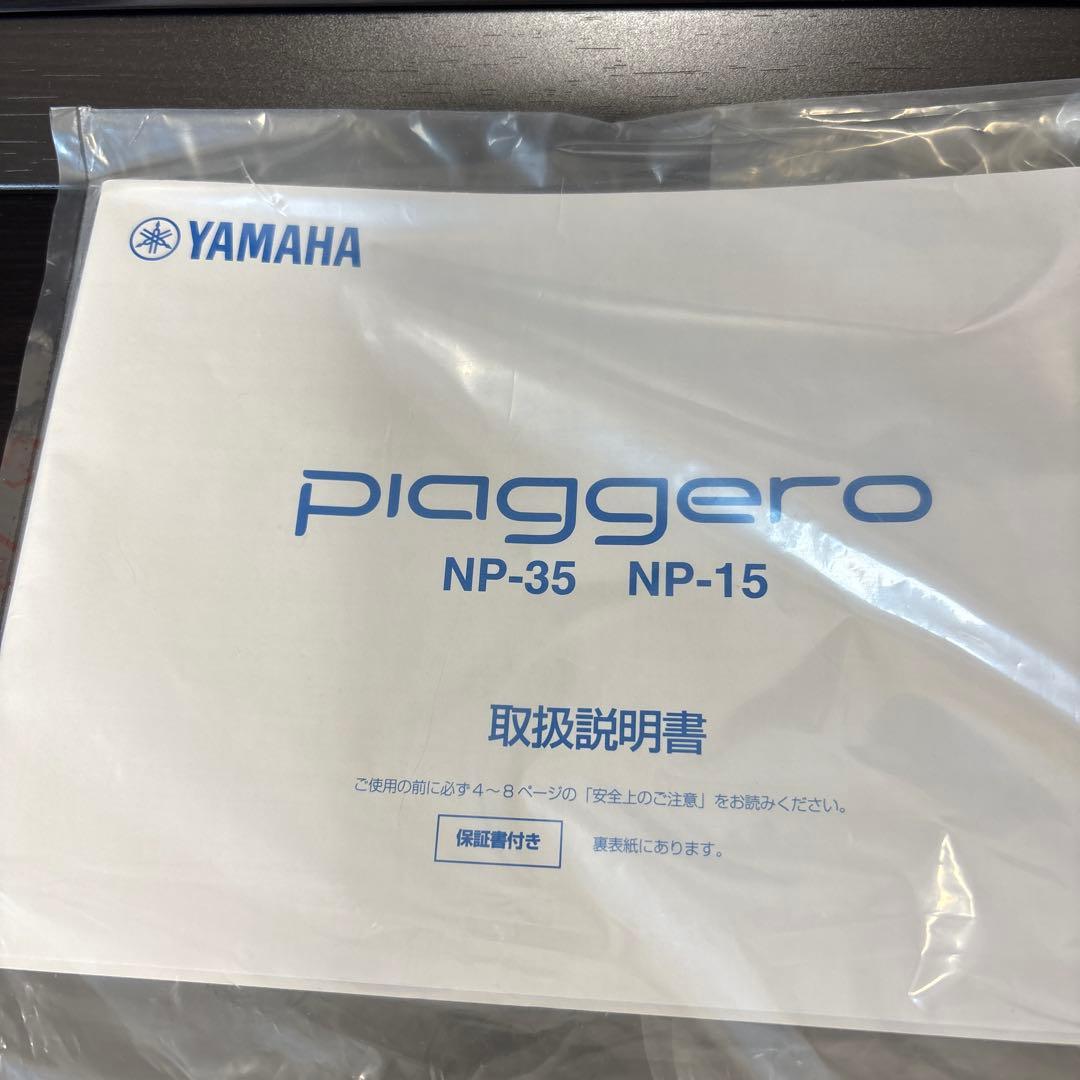 YAMAHA
piaggero
NP-35 NP-15
取扱説明書
ご使用の前に必ず4～8ページの「安全上のご注意」をお読みください。
保証書付き 裏表紙にあります。